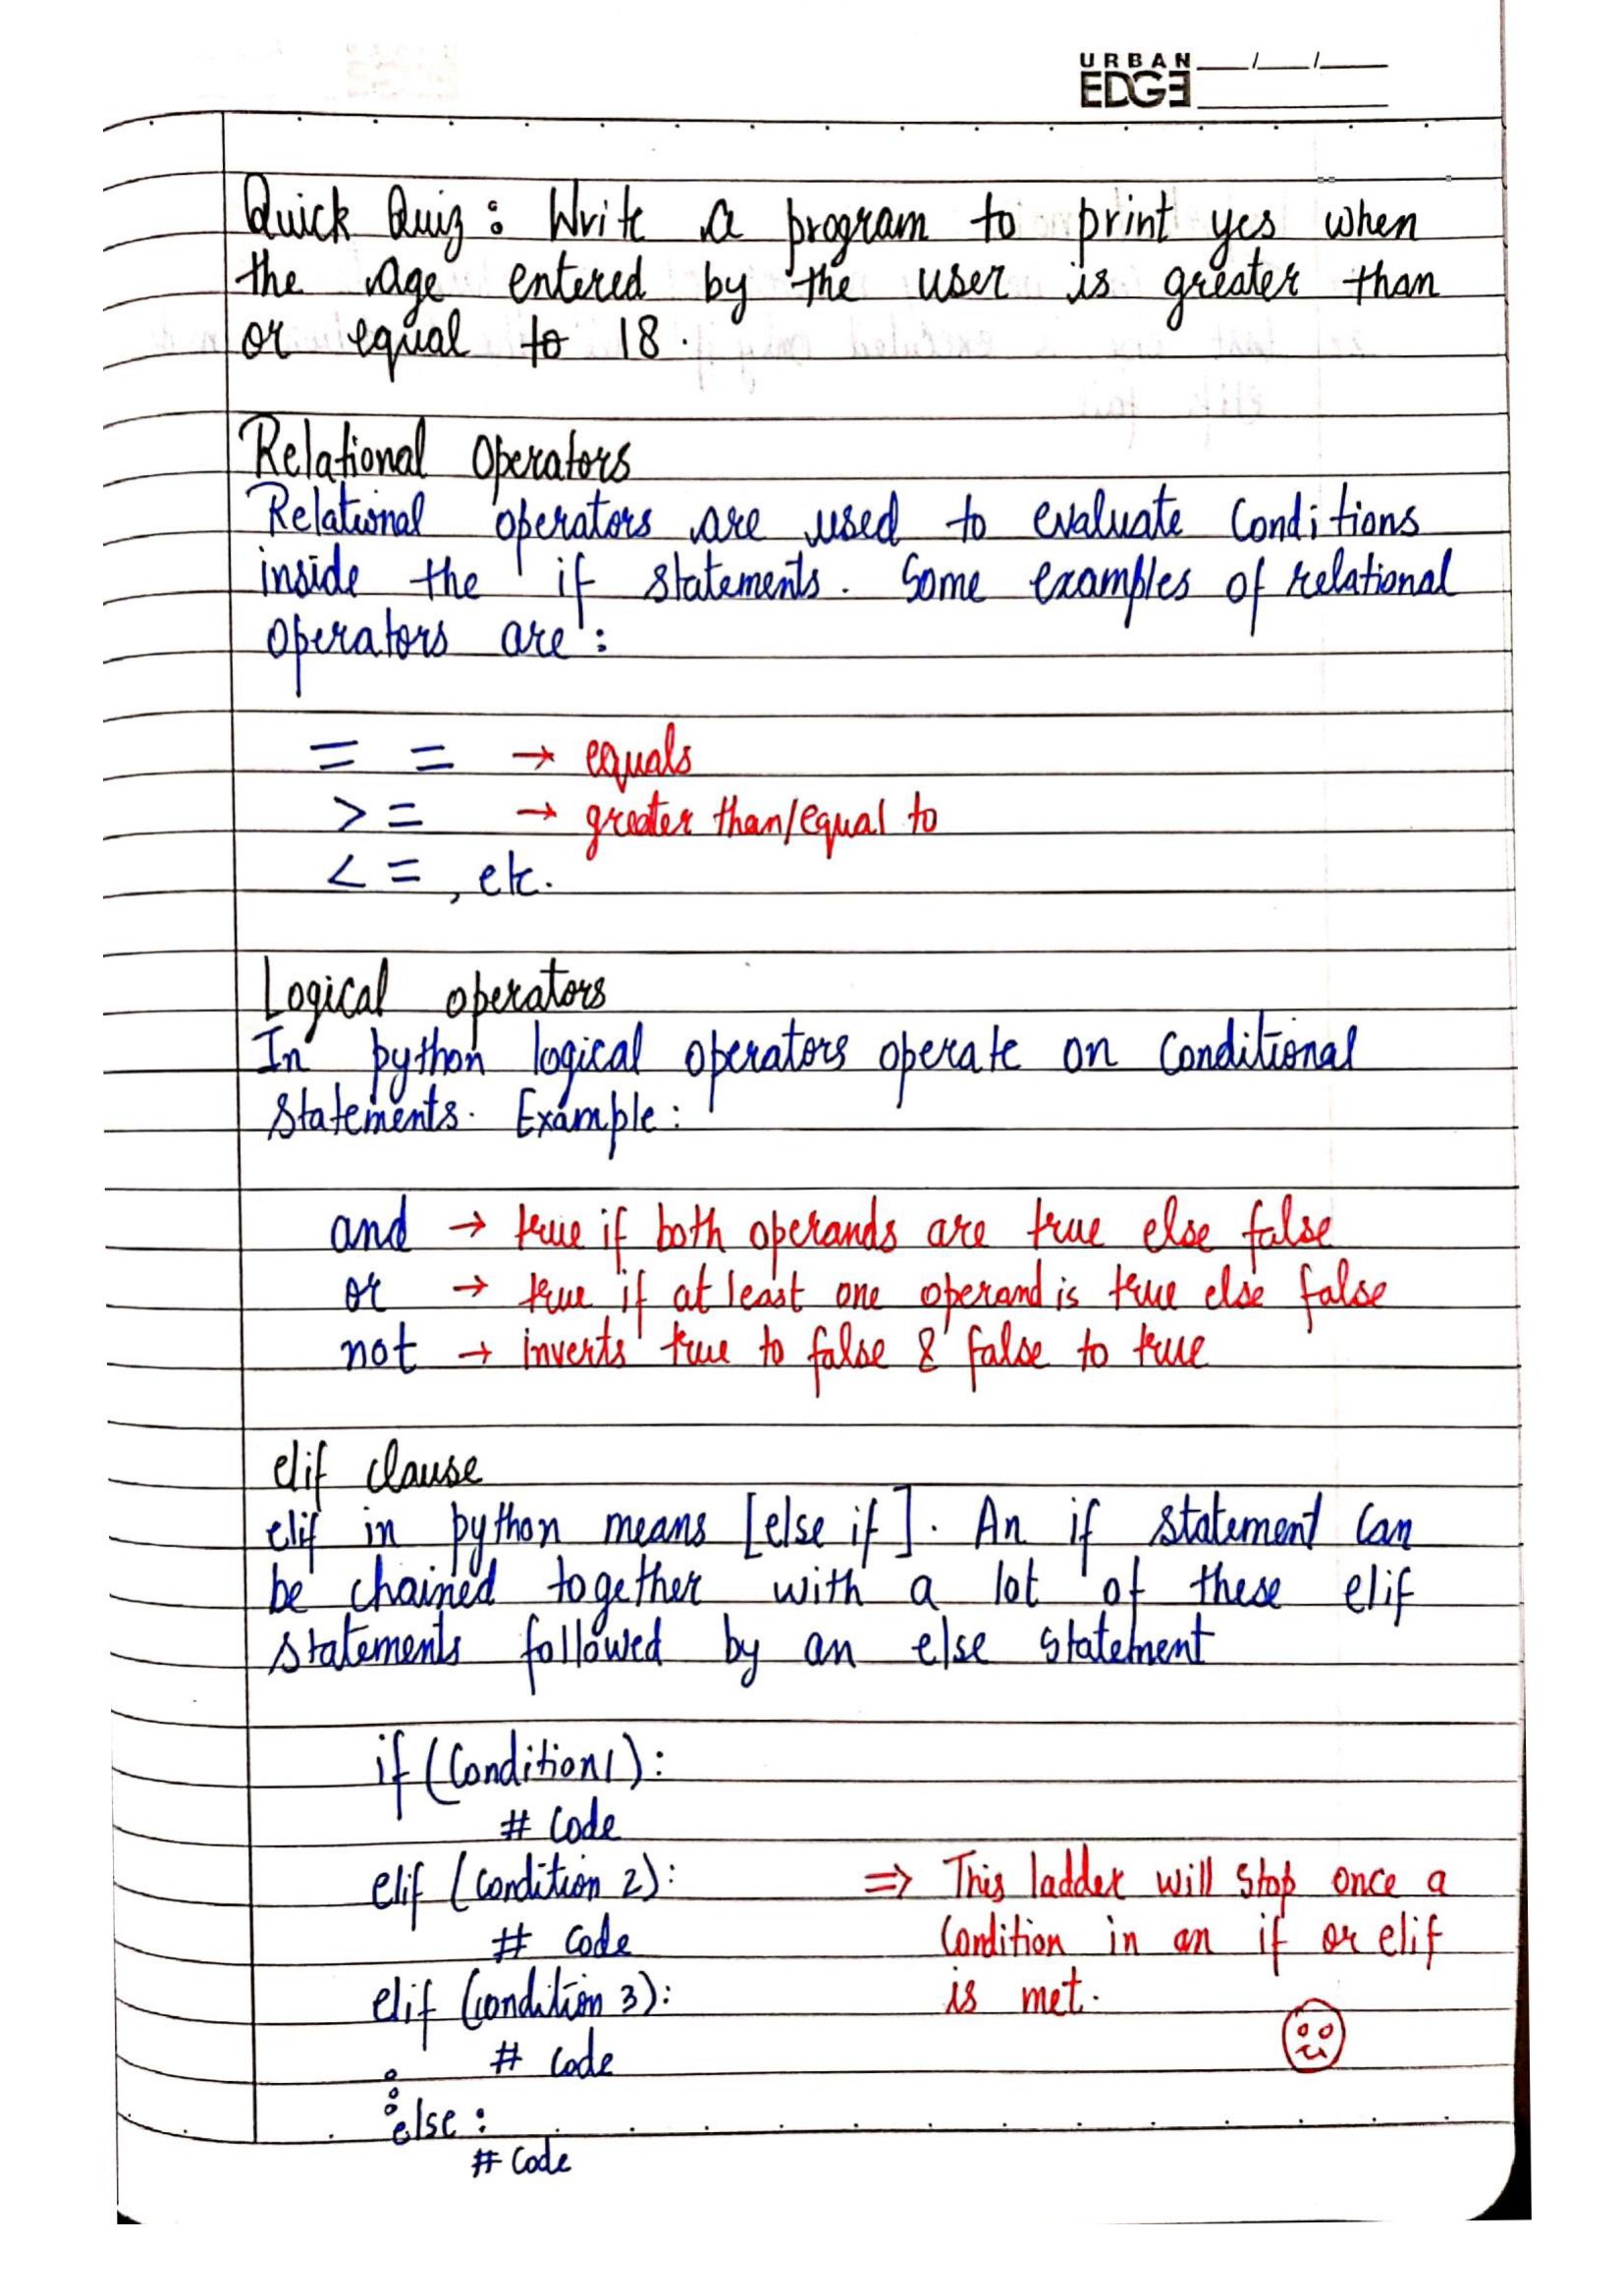 URBAN
EDGE
Quick Quiz: Write a program to print yes when
the age entered by the user is greater than
or equal to 18.
Relational Operators
Relational operators are used to evaluate Conditions
inside the if statements. Some examples of relational
operators are:
= = → equals
> = → greater than/equal to
< = , etc.
Logical operators
In python logical operators operate on Conditional
Statements. Example:
and → true if both operands are true else false
or → true if at least one operand is true else false
not → inverts true to false & false to true
elif clause
elif in python means [else if]. An if statement Can
be chained together with a lot of these elif
statements followed by an else statement
if (Condition1):
# Code
elif (Condition 2): ⇒ This ladder will stop once a
# Code Condition in an if or elif
elif (condition 3): is met.
# Code
else:
# Code